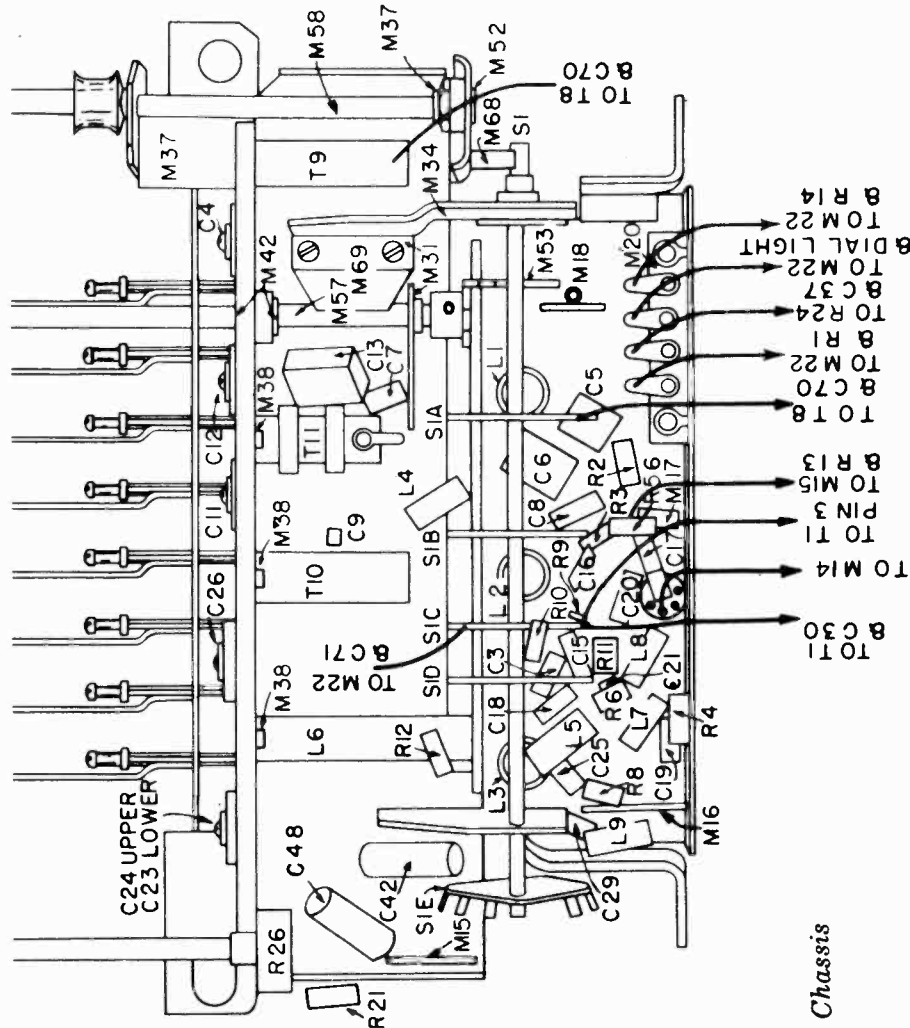 C24 UPPER
C23 LOWER
C26
C11
C12
M42
C4
M37
M58
M37
M52
TO T8
& C70
M38
M38
M38
T9
M34
M68
S1
M57
M69
M31
C13
C7
T11
L4
C9
T10
L6
R12
R26
R21
C48
C42
S1E
M15
S1A
S1B
S1C
S1D
TO M22
& C71
L1
L2
L3
M53
M18
M20
C5
C6
R2
C8
R3
R56
M17
R9
C16
C17
R10
C20
C3
C15
R11
L8
C18
R6
C21
L5
L7
C25
R8
C19
R4
C29
L9
M16
TO M22
& R14
TO M22
& DIAL LIGHT
TO R24
& C37
TO M22
& R1
TO T8
& C70
TO M15
& R13
TO T1
PIN 3
TO M14
TO T1
& C30
Chassis